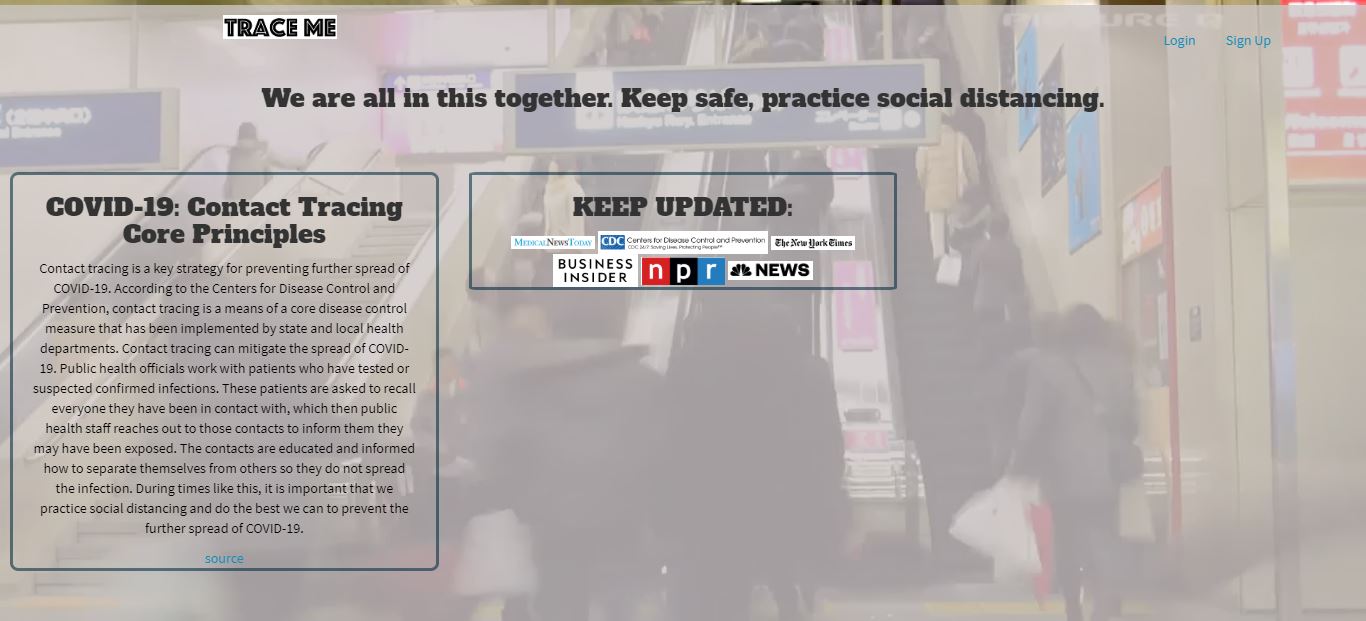 TRACE ME
Login
Sign Up
We are all in this together. Keep safe, practice social distancing.
COVID-19: Contact Tracing
Core Principles
Contact tracing is a key strategy for preventing further spread of
COVID-19. According to the Centers for Disease Control and
Prevention, contact tracing is a means of a core disease control
measure that has been implemented by state and local health
departments. Contact tracing can mitigate the spread of COVID-
19. Public health officials work with patients who have tested or
suspected confirmed infections. These patients are asked to recall
everyone they have been in contact with, which then public
health staff reaches out to those contacts to inform them they
may have been exposed. The contacts are educated and informed
how to separate themselves from others so they do not spread
the infection. During times like this, it is important that we
practice social distancing and do the best we can to prevent the
further spread of COVID-19.
source
KEEP UPDATED:
MEDICALNEWSTODAY
CDC Centers for Disease Control and Prevention
CDC 24/7: Saving Lives, Protecting People™
The New York Times
BUSINESS
INSIDER
npr
NEWS
Entrance